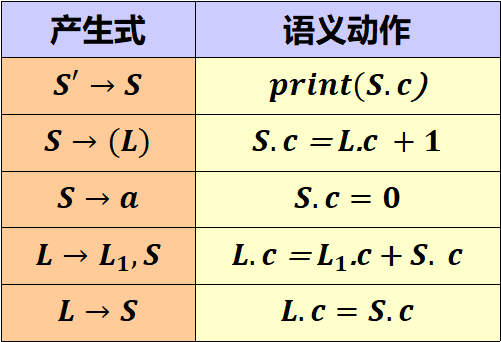 产生式 语义动作
S′ → S print(S.c)
S → (L) S.c = L.c + 1
S → a S.c = 0
L → L₁, S L.c = L₁.c + S. c
L → S L.c = S.c